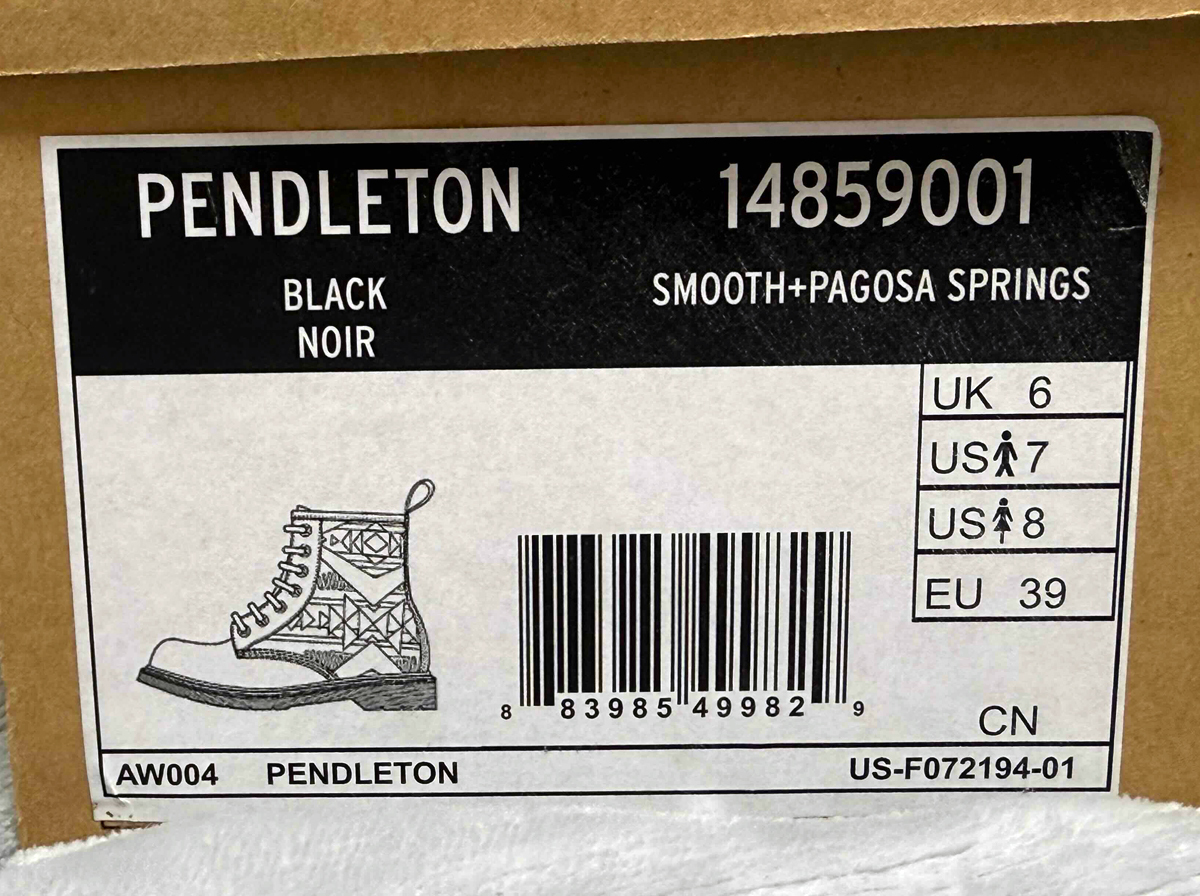 PENDLETON
14859001
BLACK
NOIR
SMOOTH+PAGOSA SPRINGS
UK 6
US 7
US 8
EU 39
8 83985 49982 9
CN
AW004 PENDLETON US-F072194-01